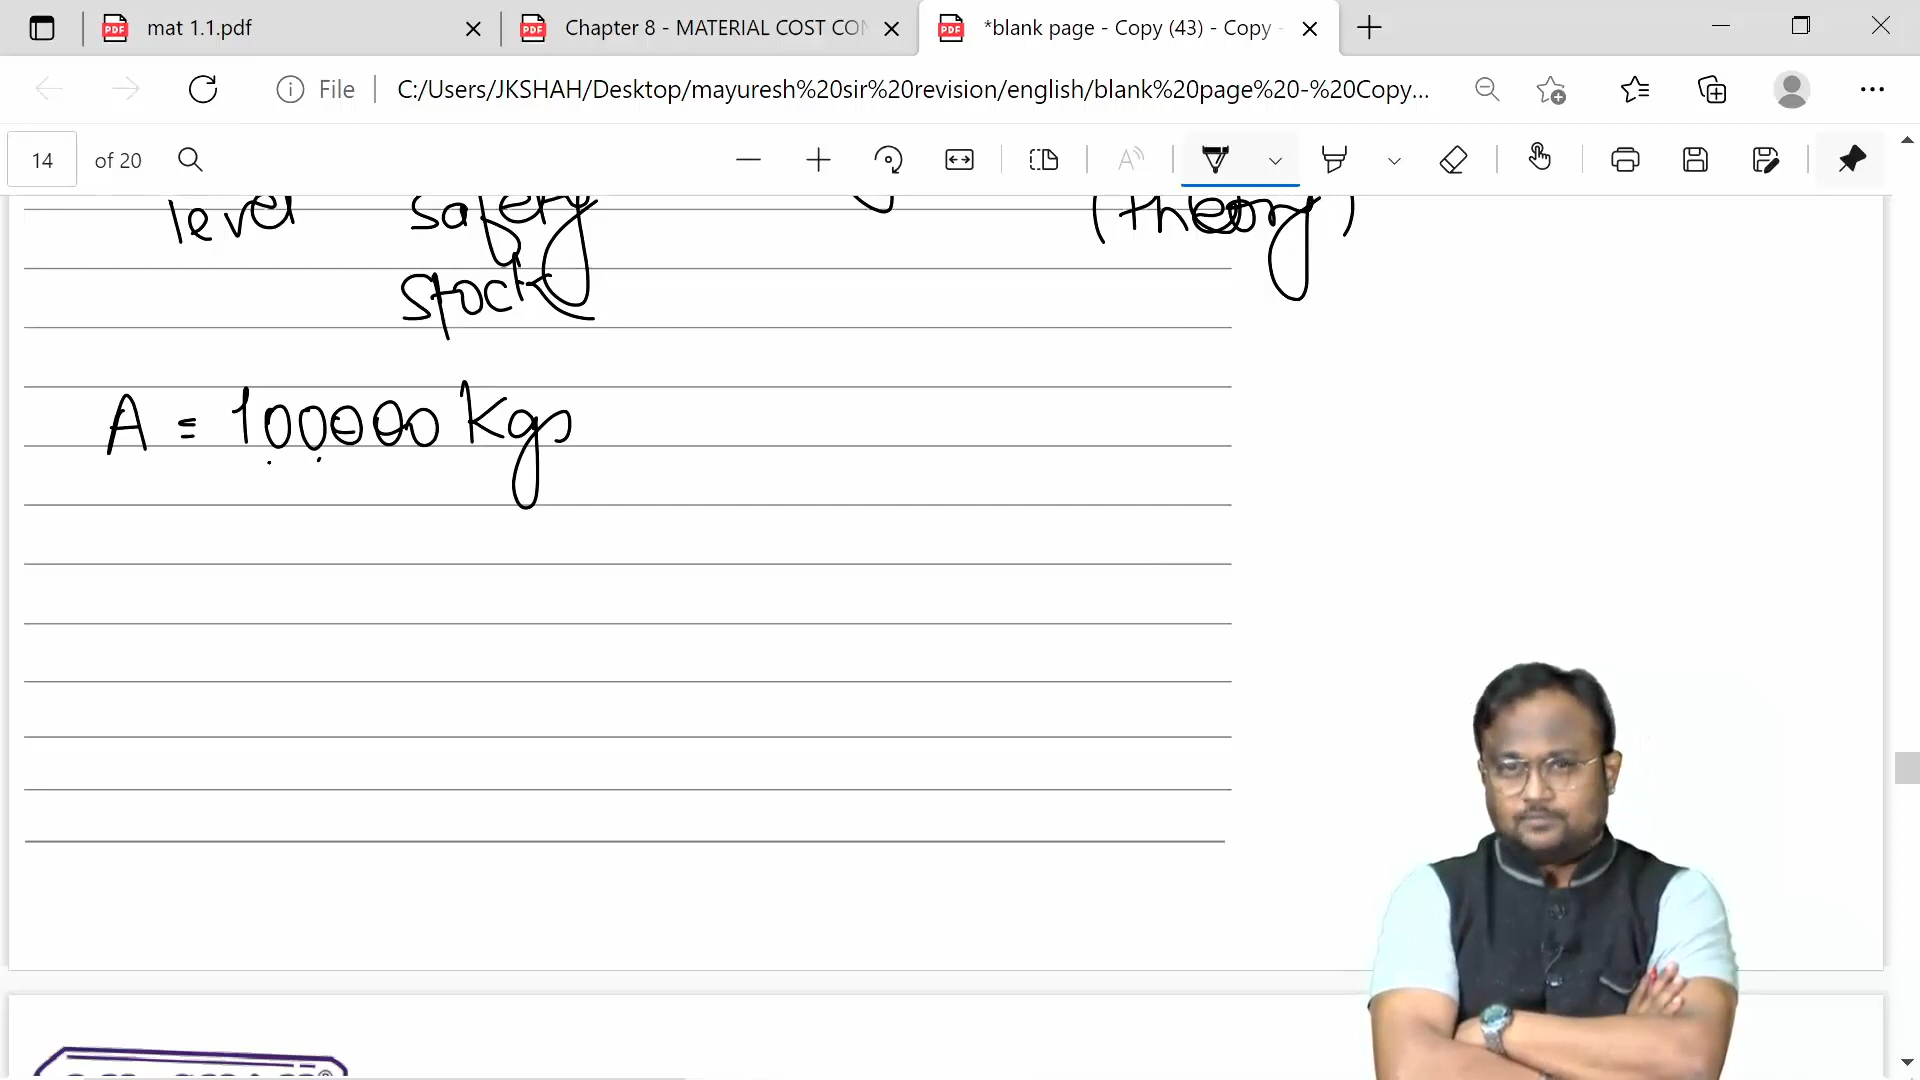 mat 1.1.pdf
Chapter 8 - MATERIAL COST CON
*blank page - Copy (43) - Copy -
File
C:/Users/JKSHAH/Desktop/mayuresh%20sir%20revision/english/blank%20page%20-%20Copy...
14 of 20
level safety (theory)
stock
A = 100000 Kgs